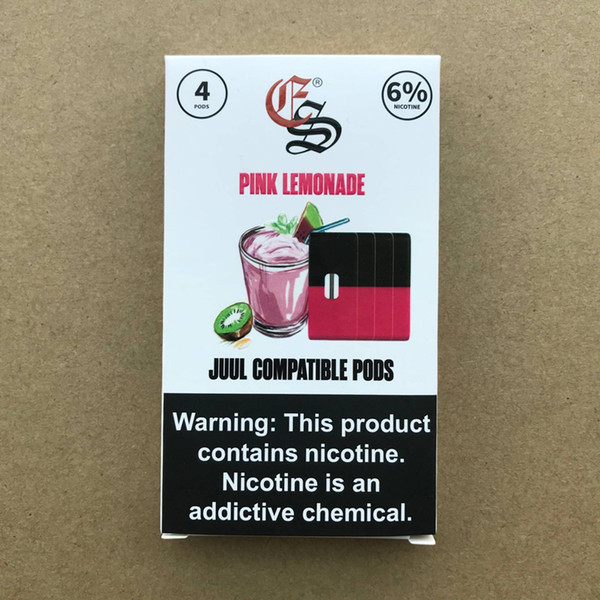 4
PODS
ES®
6%
NICOTINE
PINK LEMONADE
JUUL COMPATIBLE PODS
Warning: This product
contains nicotine.
Nicotine is an
addictive chemical.